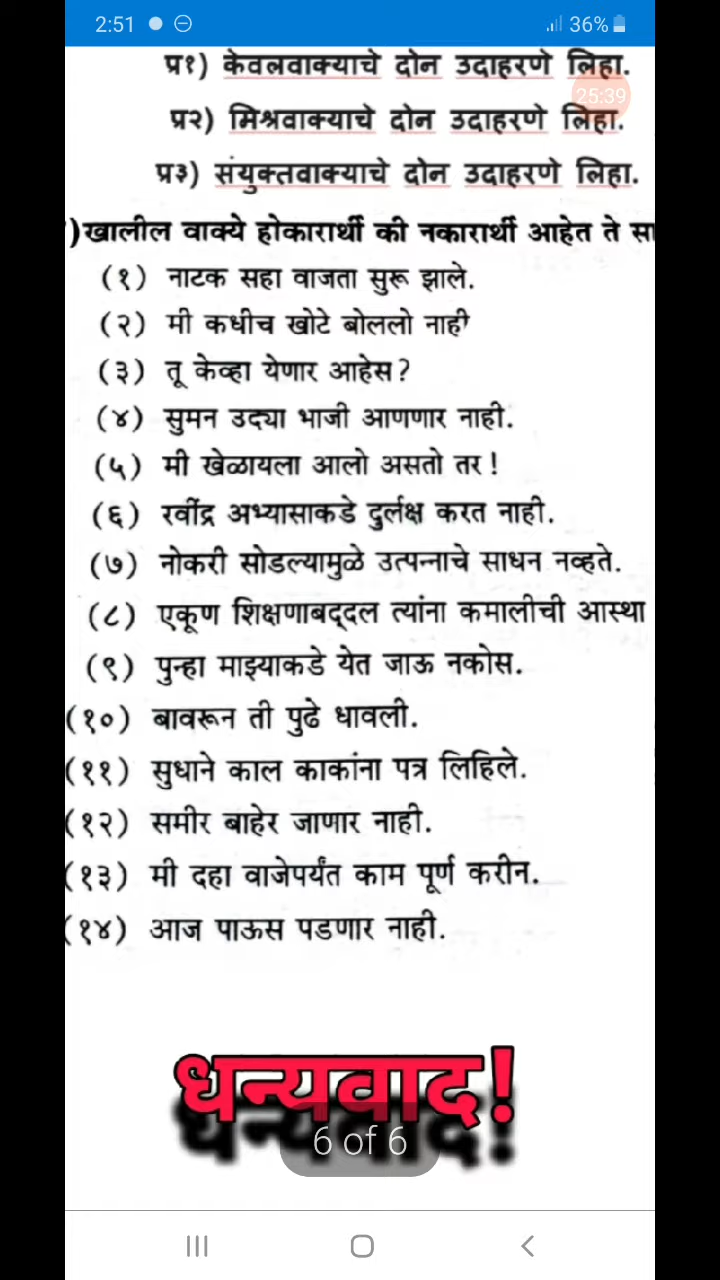 2:51 36%
प्र१) केवलवाक्याचे दोन उदाहरणे लिहा.
25:39
प्र२) मिश्रवाक्याचे दोन उदाहरणे लिहा.
प्र३) संयुक्तवाक्याचे दोन उदाहरणे लिहा.
)खालील वाक्ये होकारार्थी की नकारार्थी आहेत ते सा
(१) नाटक सहा वाजता सुरू झाले.
(२) मी कधीच खोटे बोललो नाही
(३) तू केव्हा येणार आहेस?
(४) सुमन उद्या भाजी आणणार नाही.
(५) मी खेळायला आलो असतो तर!
(६) रवींद्र अभ्यासाकडे दुर्लक्ष करत नाही.
(७) नोकरी सोडल्यामुळे उत्पन्नाचे साधन नव्हते.
(८) एकूण शिक्षणाबद्‌दल त्यांना कमालीची आस्था
(९) पुन्हा माझ्याकडे येत जाऊ नकोस.
(१०) बावरून ती पुढे धावली.
(११) सुधाने काल काकांना पत्र लिहिले.
(१२) समीर बाहेर जाणार नाही.
(१३) मी दहा वाजेपर्यंत काम पूर्ण करीन.
(१४) आज पाऊस पडणार नाही.
धन्यवाद!
6 of 6